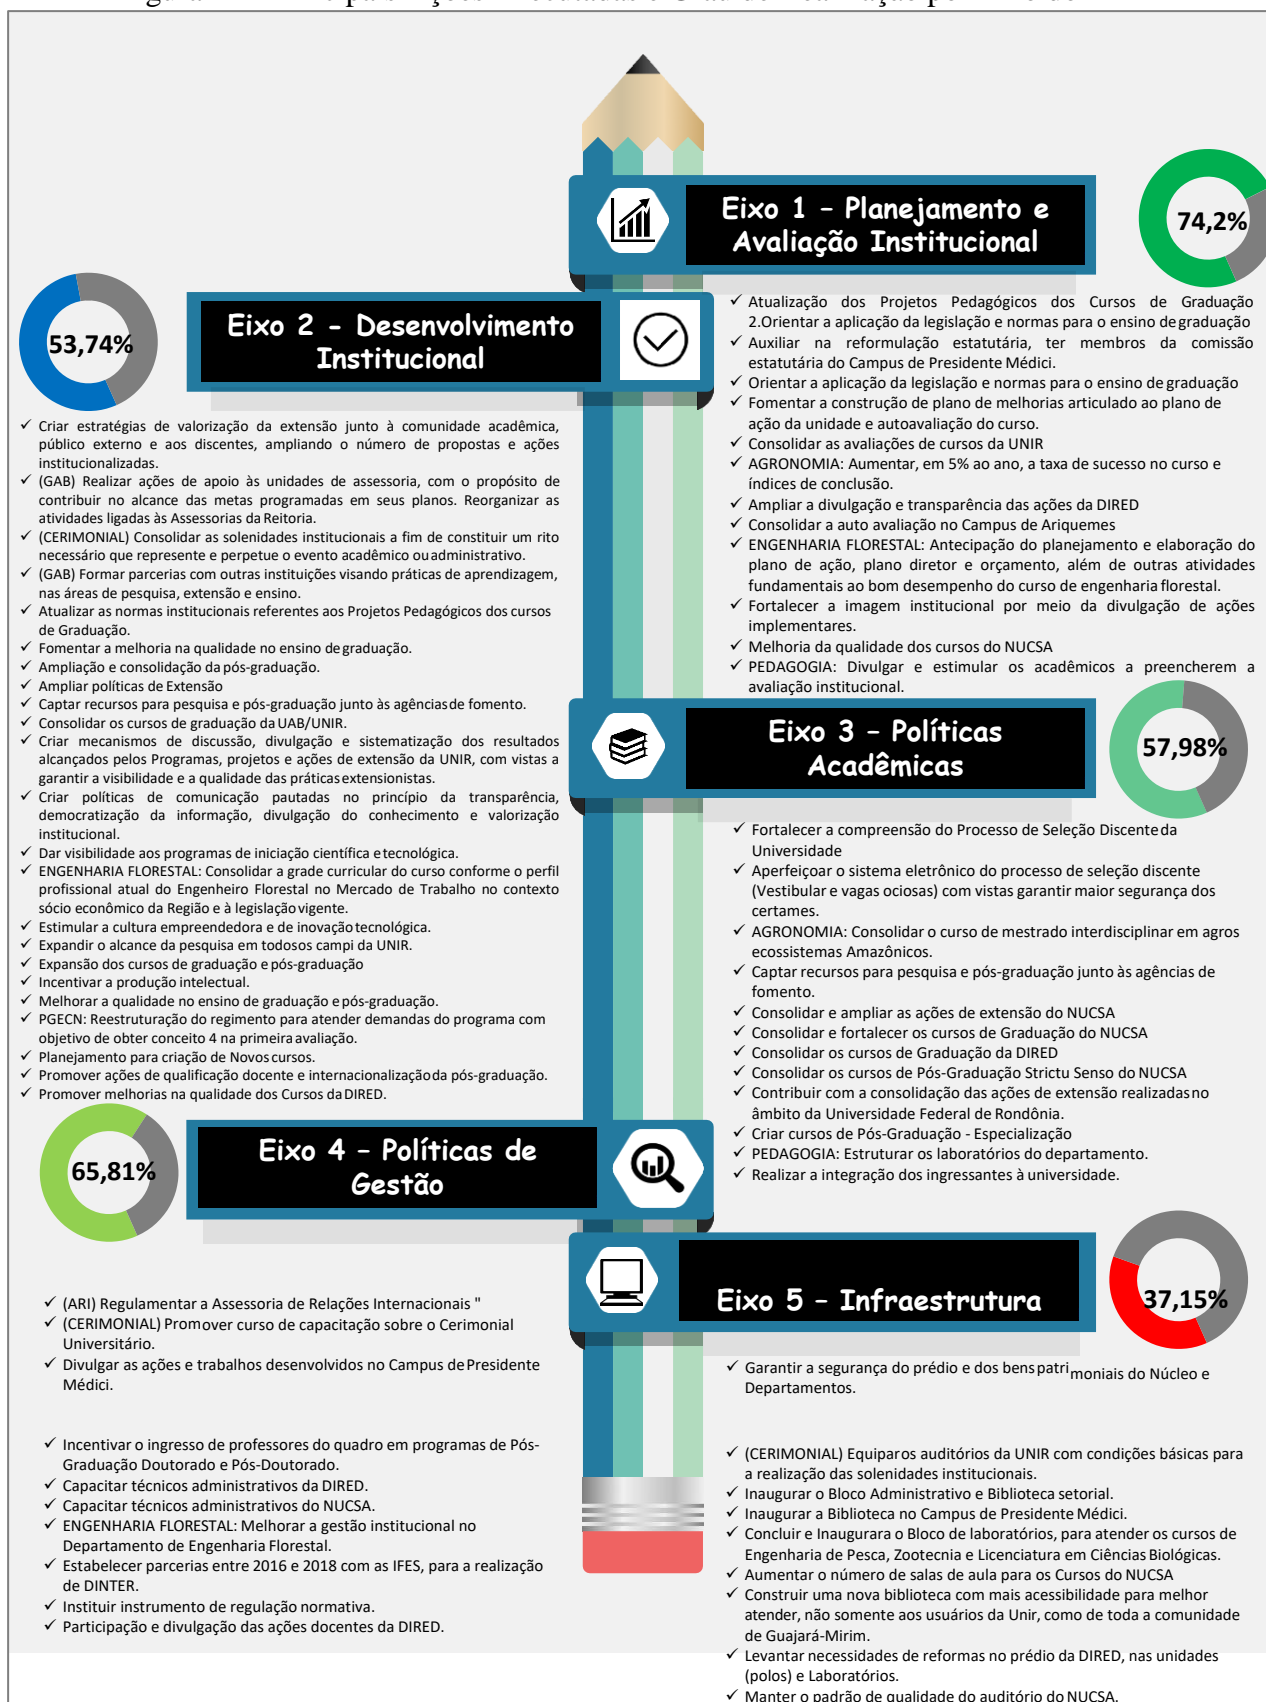 Eixo 1 – Planejamento e
Avaliação Institucional
74,2%
✓ Atualização dos Projetos Pedagógicos dos Cursos de Graduação
2.Orientar a aplicação da legislação e normas para o ensino de graduação
✓ Auxiliar na reformulação estatutária, ter membros da comissão
estatutária do Campus de Presidente Médici.
✓ Orientar a aplicação da legislação e normas para o ensino de graduação
✓ Fomentar a construção de plano de melhorias articulado ao plano de
ação da unidade e autoavaliação do curso.
✓ Consolidar as avaliações de cursos da UNIR
✓ AGRONOMIA: Aumentar, em 5% ao ano, a taxa de sucesso no curso e
índices de conclusão.
✓ Ampliar a divulgação e transparência das ações da DIRED
✓ Consolidar a auto avaliação no Campus de Ariquemes
✓ ENGENHARIA FLORESTAL: Antecipação do planejamento e elaboração do
plano de ação, plano diretor e orçamento, além de outras atividades
fundamentais ao bom desempenho do curso de engenharia florestal.
✓ Fortalecer a imagem institucional por meio da divulgação de ações
implementares.
✓ Melhoria da qualidade dos cursos do NUCSA
✓ PEDAGOGIA: Divulgar e estimular os acadêmicos a preencherem a
avaliação institucional.
53,74%
Eixo 2 - Desenvolvimento
Institucional
✓ Criar estratégias de valorização da extensão junto à comunidade acadêmica,
público externo e aos discentes, ampliando o número de propostas e ações
institucionalizadas.
✓ (GAB) Realizar ações de apoio às unidades de assessoria, com o propósito de
contribuir no alcance das metas programadas em seus planos. Reorganizar as
atividades ligadas às Assessorias da Reitoria.
✓ (CERIMONIAL) Consolidar as solenidades institucionais a fim de constituir um rito
necessário que represente e perpetue o evento acadêmico ou administrativo.
✓ (GAB) Formar parcerias com outras instituições visando práticas de aprendizagem,
nas áreas de pesquisa, extensão e ensino.
✓ Atualizar as normas institucionais referentes aos Projetos Pedagógicos dos cursos
de Graduação.
✓ Fomentar a melhoria na qualidade no ensino de graduação.
✓ Ampliação e consolidação da pós-graduação.
✓ Ampliar políticas de Extensão
✓ Captar recursos para pesquisa e pós-graduação junto às agências de fomento.
✓ Consolidar os cursos de graduação da UAB/UNIR.
✓ Criar mecanismos de discussão, divulgação e sistematização dos resultados
alcançados pelos Programas, projetos e ações de extensão da UNIR, com vistas a
garantir a visibilidade e a qualidade das práticas extensionistas.
✓ Criar políticas de comunicação pautadas no princípio da transparência,
democratização da informação, divulgação do conhecimento e valorização
institucional.
✓ Dar visibilidade aos programas de iniciação científica e tecnológica.
✓ ENGENHARIA FLORESTAL: Consolidar a grade curricular do curso conforme o perfil
profissional atual do Engenheiro Florestal no Mercado de Trabalho no contexto
sócio econômico da Região e à legislação vigente.
✓ Estimular a cultura empreendedora e de inovação tecnológica.
✓ Expandir o alcance da pesquisa em todos os campi da UNIR.
✓ Expansão dos cursos de graduação e pós-graduação
✓ Incentivar a produção intelectual.
✓ Melhorar a qualidade no ensino de graduação e pós-graduação.
✓ PGECN: Reestruturação do regimento para atender demandas do programa com
objetivo de obter conceito 4 na primeira avaliação.
✓ Planejamento para criação de Novos cursos.
✓ Promover ações de qualificação docente e internacionalização da pós-graduação.
✓ Promover melhorias na qualidade dos Cursos da DIRED.
Eixo 3 – Políticas
Acadêmicas
57,98%
✓ Fortalecer a compreensão do Processo de Seleção Discente da
Universidade
✓ Aperfeiçoar o sistema eletrônico do processo de seleção discente
(Vestibular e vagas ociosas) com vistas garantir maior segurança dos
certames.
✓ AGRONOMIA: Consolidar o curso de mestrado interdisciplinar em agros
ecossistemas Amazônicos.
✓ Captar recursos para pesquisa e pós-graduação junto às agências de
fomento.
✓ Consolidar e ampliar as ações de extensão do NUCSA
✓ Consolidar e fortalecer os cursos de Graduação do NUCSA
✓ Consolidar os cursos de Graduação da DIRED
✓ Consolidar os cursos de Pós-Graduação Strictu Senso do NUCSA
✓ Contribuir com a consolidação das ações de extensão realizadas no
âmbito da Universidade Federal de Rondônia.
✓ Criar cursos de Pós-Graduação - Especialização
✓ PEDAGOGIA: Estruturar os laboratórios do departamento.
✓ Realizar a integração dos ingressantes à universidade.
65,81%
Eixo 4 – Políticas de
Gestão
✓ (ARI) Regulamentar a Assessoria de Relações Internacionais "
✓ (CERIMONIAL) Promover curso de capacitação sobre o Cerimonial
Universitário.
✓ Divulgar as ações e trabalhos desenvolvidos no Campus de Presidente
Médici.
✓ Incentivar o ingresso de professores do quadro em programas de Pós-
Graduação Doutorado e Pós-Doutorado.
✓ Capacitar técnicos administrativos da DIRED.
✓ Capacitar técnicos administrativos do NUCSA.
✓ ENGENHARIA FLORESTAL: Melhorar a gestão institucional no
Departamento de Engenharia Florestal.
✓ Estabelecer parcerias entre 2016 e 2018 com as IFES, para a realização
de DINTER.
✓ Instituir instrumento de regulação normativa.
✓ Participação e divulgação das ações docentes da DIRED.
Eixo 5 – Infraestrutura
37,15%
✓ Garantir a segurança do prédio e dos bens patrimoniais do Núcleo e
Departamentos.
✓ (CERIMONIAL) Equipar os auditórios da UNIR com condições básicas para
a realização das solenidades institucionais.
✓ Inaugurar o Bloco Administrativo e Biblioteca setorial.
✓ Inaugurar a Biblioteca no Campus de Presidente Médici.
✓ Concluir e Inaugurara o Bloco de laboratórios, para atender os cursos de
Engenharia de Pesca, Zootecnia e Licenciatura em Ciências Biológicas.
✓ Aumentar o número de salas de aula para os Cursos do NUCSA
✓ Construir uma nova biblioteca com mais acessibilidade para melhor
atender, não somente aos usuários da Unir, como de toda a comunidade
de Guajará-Mirim.
✓ Levantar necessidades de reformas no prédio da DIRED, nas unidades
(polos) e Laboratórios.
✓ Manter o padrão de qualidade do auditório do NUCSA.